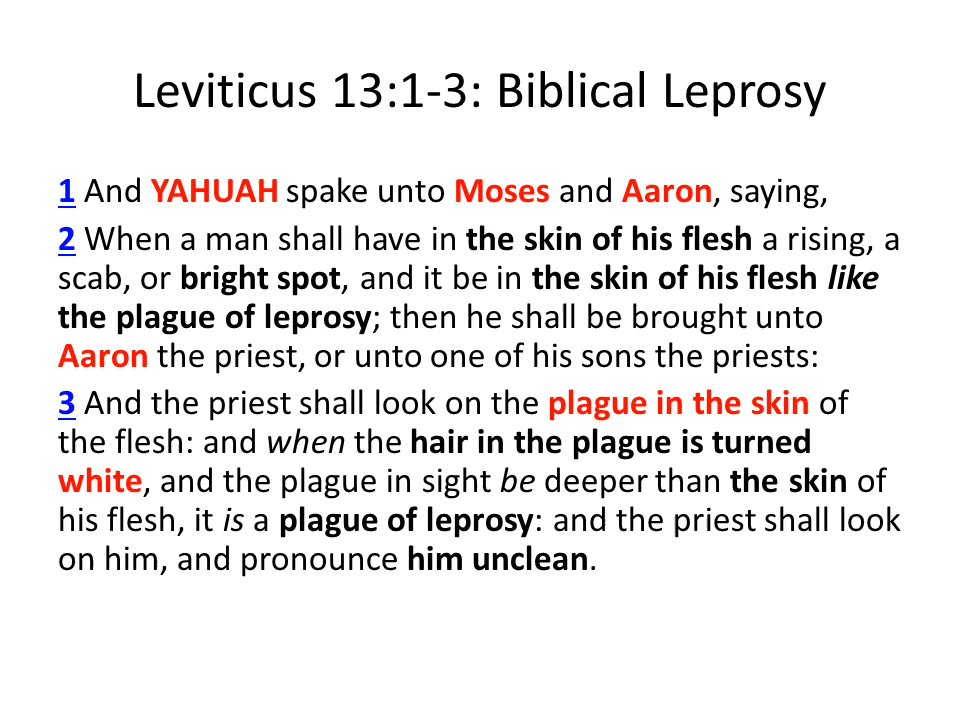 Leviticus 13:1-3: Biblical Leprosy
1 And YAHUAH spake unto Moses and Aaron, saying,
2 When a man shall have in the skin of his flesh a rising, a
scab, or bright spot, and it be in the skin of his flesh like
the plague of leprosy; then he shall be brought unto
Aaron the priest, or unto one of his sons the priests:
3 And the priest shall look on the plague in the skin of
the flesh: and when the hair in the plague is turned
white, and the plague in sight be deeper than the skin of
his flesh, it is a plague of leprosy: and the priest shall look
on him, and pronounce him unclean.